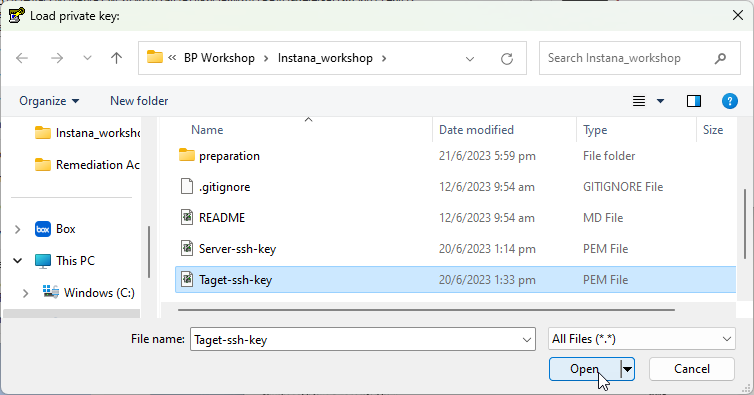 Load private key:
BP Workshop
Instana_workshop
Search Instana_workshop
Organize
New folder
Name
Date modified
Type
Size
Instana_worksho
Remediation Ac
Box
box
This PC
Windows (C:)
preparation
21/6/2023 5:59 pm
File folder
.gitignore
12/6/2023 9:54 am
GITIGNORE File
README
12/6/2023 9:54 am
MD File
Server-ssh-key
20/6/2023 1:14 pm
PEM File
Taget-ssh-key
20/6/2023 1:33 pm
PEM File
File name:
Taget-ssh-key
All Files (*.*)
Open
Cancel